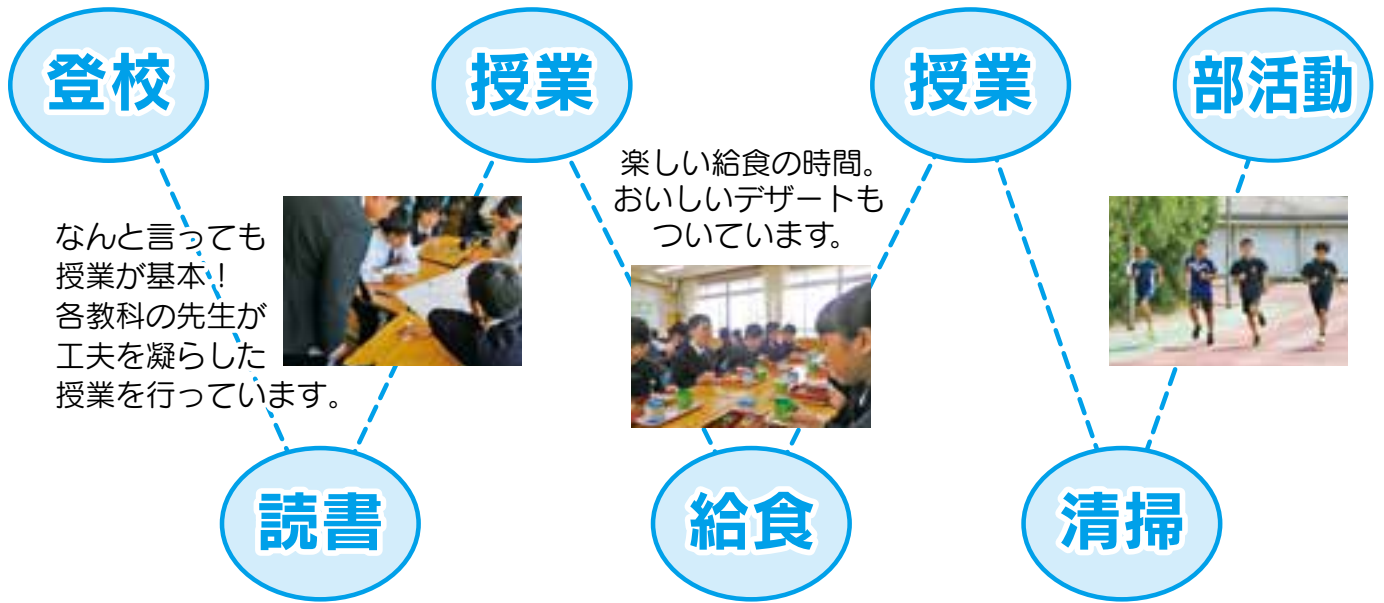 登校
授業
授業
部活動
なんと言っても
授業が基本！
各教科の先生が
工夫を凝らした
授業を行っています。
楽しい給食の時間。
おいしいデザートも
ついています。
読書
給食
清掃